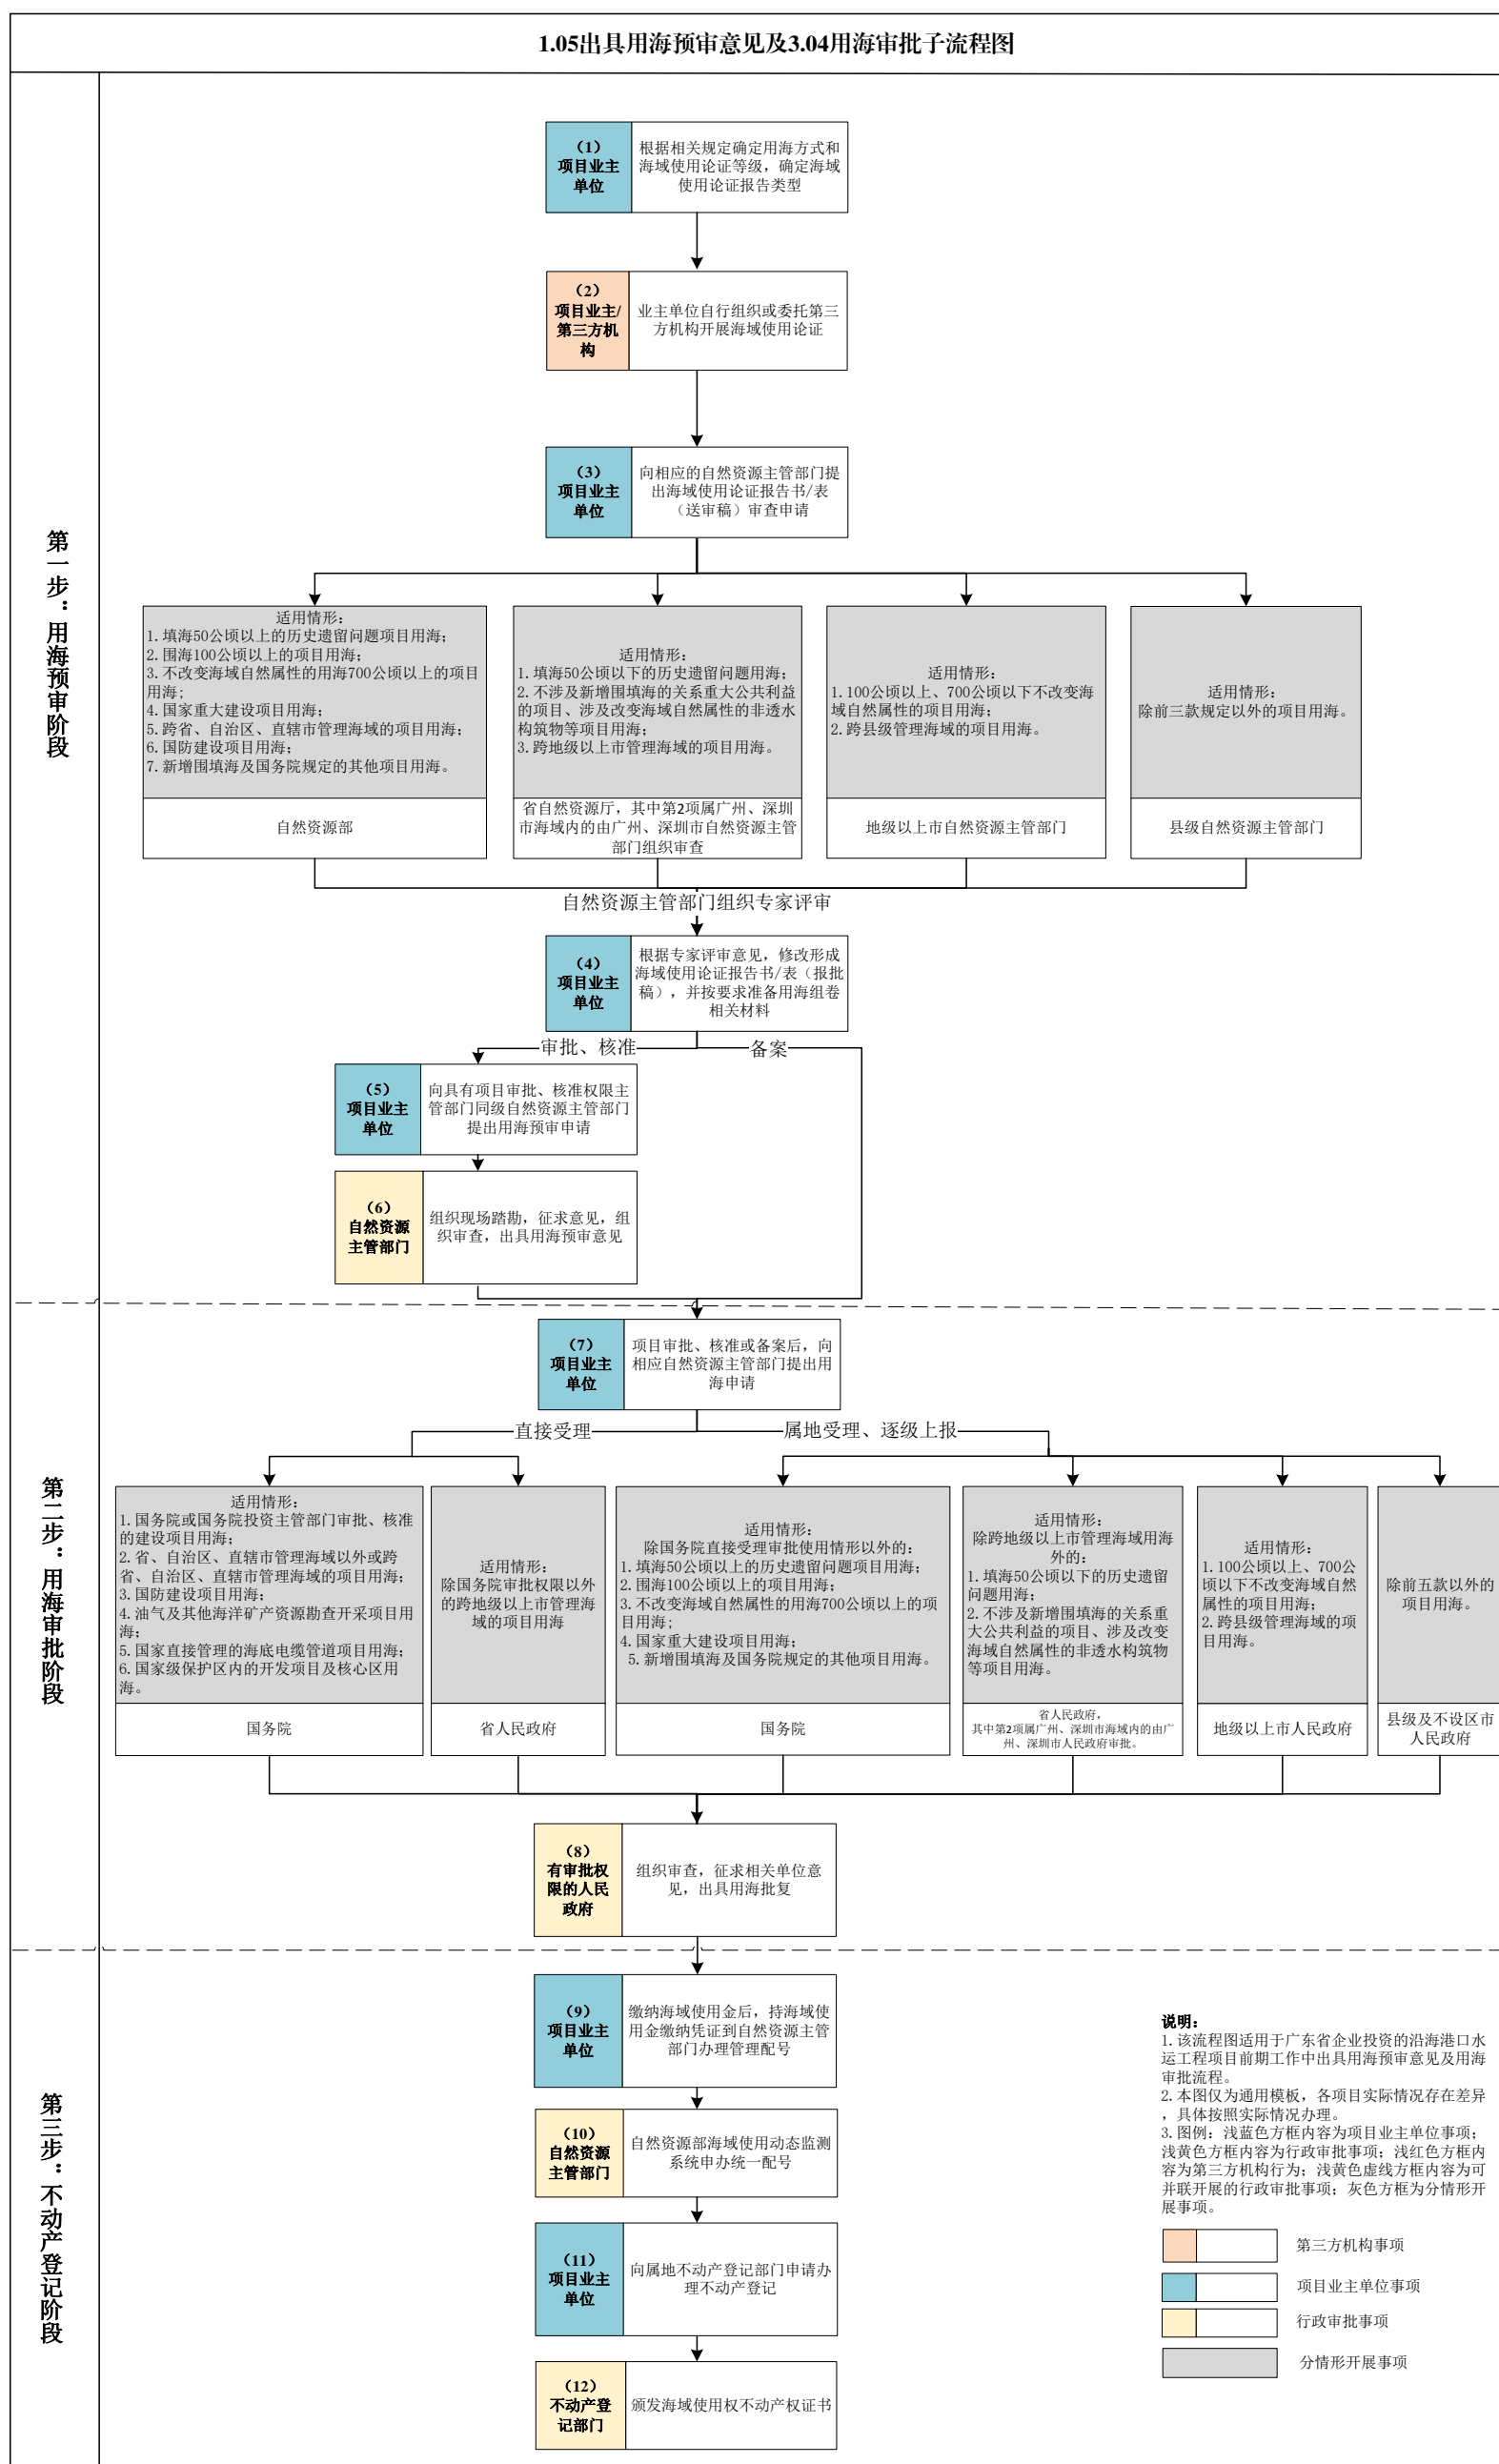 1.05出具用海预审意见及3.04用海审批子流程图
第一步：用海预审阶段
（1）
项目业主
单位
根据相关规定确定用海方式和
海域使用论证等级，确定海域
使用论证报告类型
（2）
项目业主/
第三方机
构
业主单位自行组织或委托第三
方机构开展海域使用论证
（3）
项目业主
单位
向相应的自然资源主管部门提
出海域使用论证报告书/表
（送审稿）审查申请
适用情形：
1.填海50公顷以上的历史遗留问题项目用海；
2.围海100公顷以上的项目用海；
3.不改变海域自然属性的用海700公顷以上的项目
用海；
4.国家重大建设项目用海；
5.跨省、自治区、直辖市管理海域的项目用海；
6.国防建设项目用海；
7.新增围填海及国务院规定的其他项目用海。
自然资源部
适用情形：
1.填海50公顷以下的历史遗留问题用海；
2.不涉及新增围填海的关系重大公共利益
的项目、涉及改变海域自然属性的非透水
构筑物等项目用海；
3.跨地级以上市管理海域的项目用海。
省自然资源厅，其中第2项属广州、深圳
市海域内的由广州、深圳市自然资源主管
部门组织审查
适用情形：
1.100公顷以上、700公顷以下不改变海
域自然属性的项目用海；
2.跨县级管理海域的项目用海。
地级以上市自然资源主管部门
适用情形：
除前三款规定以外的项目用海。
县级自然资源主管部门
自然资源主管部门组织专家评审
（4）
项目业主
单位
根据专家评审意见，修改形成
海域使用论证报告书/表（报批
稿），并按要求准备用海组卷
相关材料
审批、核准
备案
（5）
项目业主
单位
向具有项目审批、核准权限主
管部门同级自然资源主管部门
提出用海预审申请
（6）
自然资源
主管部门
组织现场踏勘，征求意见，组
织审查，出具用海预审意见
第二步：用海审批阶段
（7）
项目业主
单位
项目审批、核准或备案后，向
相应自然资源主管部门提出用
海申请
直接受理
属地受理、逐级上报
适用情形：
1.国务院或国务院投资主管部门审批、核准
的建设项目用海；
2.省、自治区、直辖市管理海域以外或跨
省、自治区、直辖市管理海域的项目用海；
3.国防建设项目用海；
4.油气及其他海洋矿产资源勘查开采项目用
海；
5.国家直接管理的海底电缆管道项目用海；
6.国家级保护区内的开发项目及核心区用
海。
国务院
适用情形：
除国务院审批权限以外
的跨地级以上市管理海
域的项目用海
省人民政府
适用情形：
除国务院直接受理审批使用情形以外的：
1.填海50公顷以上的历史遗留问题项目用海；
2.围海100公顷以上的项目用海；
3.不改变海域自然属性的用海700公顷以上的项
目用海；
4.国家重大建设项目用海；
5.新增围填海及国务院规定的其他项目用海。
国务院
适用情形：
除跨地级以上市管理海域用海
外的：
1.填海50公顷以下的历史遗留
问题用海；
2.不涉及新增围填海的关系重
大公共利益的项目、涉及改变
海域自然属性的非透水构筑物
等项目用海。
省人民政府，
其中第2项属广州、深圳市海域内的由广
州、深圳市人民政府审批。
适用情形：
1.100公顷以上、700公
顷以下不改变海域自然
属性的项目用海；
2.跨县级管理海域的项
目用海。
地级以上市人民政府
除前五款以外的
项目用海。
县级及不设区市
人民政府
（8）
有审批权
限的人民
政府
组织审查，征求相关单位意
见，出具用海批复
第三步：不动产登记阶段
（9）
项目业主
单位
缴纳海域使用金后，持海域使
用金缴纳凭证到自然资源主管
部门办理管理配号
（10）
自然资源
主管部门
自然资源部海域使用动态监测
系统申办统一配号
（11）
项目业主
单位
向属地不动产登记部门申请办
理不动产登记
（12）
不动产登
记部门
颁发海域使用权不动产权证书
说明：
1.该流程图适用于广东省企业投资的沿海港口水
运工程项目前期工作中出具用海预审意见及用海
审批流程。
2.本图仅为通用模板，各项目实际情况存在差异
，具体按照实际情况办理。
3.图例：浅蓝色方框内容为项目业主单位事项；
浅黄色方框内容为行政审批事项；浅红色方框内
容为第三方机构行为；浅黄色虚线方框内容为可
并联开展的行政审批事项；灰色方框为分情形开
展事项。
第三方机构事项
项目业主单位事项
行政审批事项
分情形开展事项